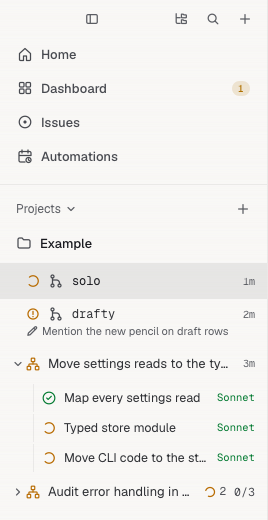 Home
Dashboard 1
Issues
Automations
Projects
Example
solo 1m
drafty 2m
Mention the new pencil on draft rows
Move settings reads to the ty... 3m
Map every settings read Sonnet
Typed store module Sonnet
Move CLI code to the st... Sonnet
Audit error handling in ... 2 0/3